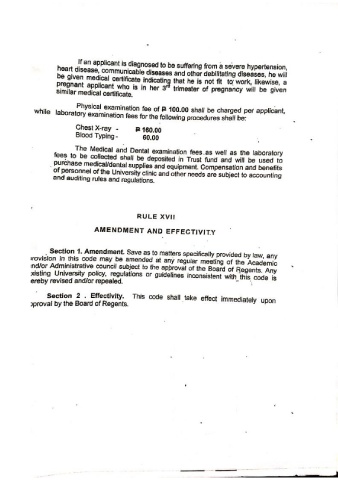 If an applicant is diagnosed to be suffering from a severe hypertension,
heart disease, communicable diseases and other debilitating diseases, he will
be given medical certificate indicating that he is not fit to work, likewise, a
pregnant applicant who is in her 3rd trimester of pregnancy will be given
similar medical certificate.
Physical examination fee of ₱ 100.00 shall be charged per applicant,
while laboratory examination fees for the following procedures shall be:
Chest X-ray - ₱ 160.00
Blood Typing - 60.00
The Medical and Dental examination fees as well as the laboratory
fees to be collected shall be deposited in Trust fund and will be used to
purchase medical/dental supplies and equipment. Compensation and benefits
of personnel of the University clinic and other needs are subject to accounting
and auditing rules and regulations.
RULE XVII
AMENDMENT AND EFFECTIVITY
Section 1. Amendment. Save as to matters specifically provided by law, any
rovision in this code may be amended at any regular meeting of the Academic
nd/or Administrative council subject to the approval of the Board of Regents. Any
xisting University policy, regulations or guidelines inconsistent with this code is
ereby revised and/or repealed.
Section 2 . Effectivity. This code shall take effect immediately upon
pproval by the Board of Regents.